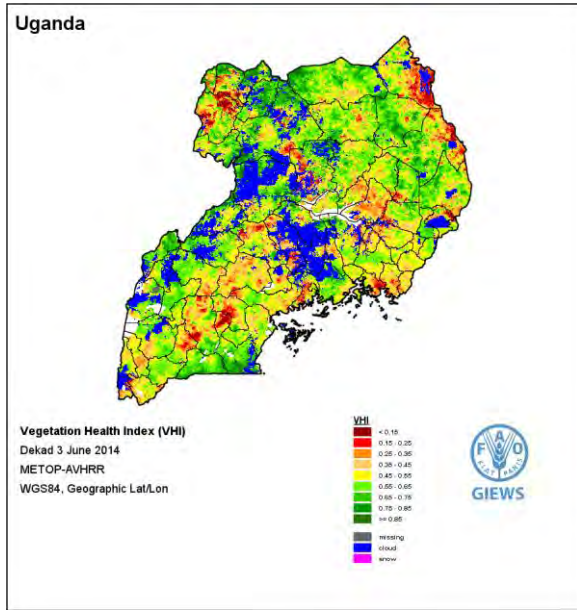 Uganda
Vegetation Health Index (VHI)
Dekad 3 June 2014
METOP-AVHRR
WGS84, Geographic Lat/Lon
VHI
< 0.15
0.15 - 0.25
0.25 - 0.35
0.35 - 0.45
0.45 - 0.55
0.55 - 0.65
0.65 - 0.75
0.75 - 0.85
>= 0.85
missing
cloud
snow
F A O
FIAT PANIS
GIEWS